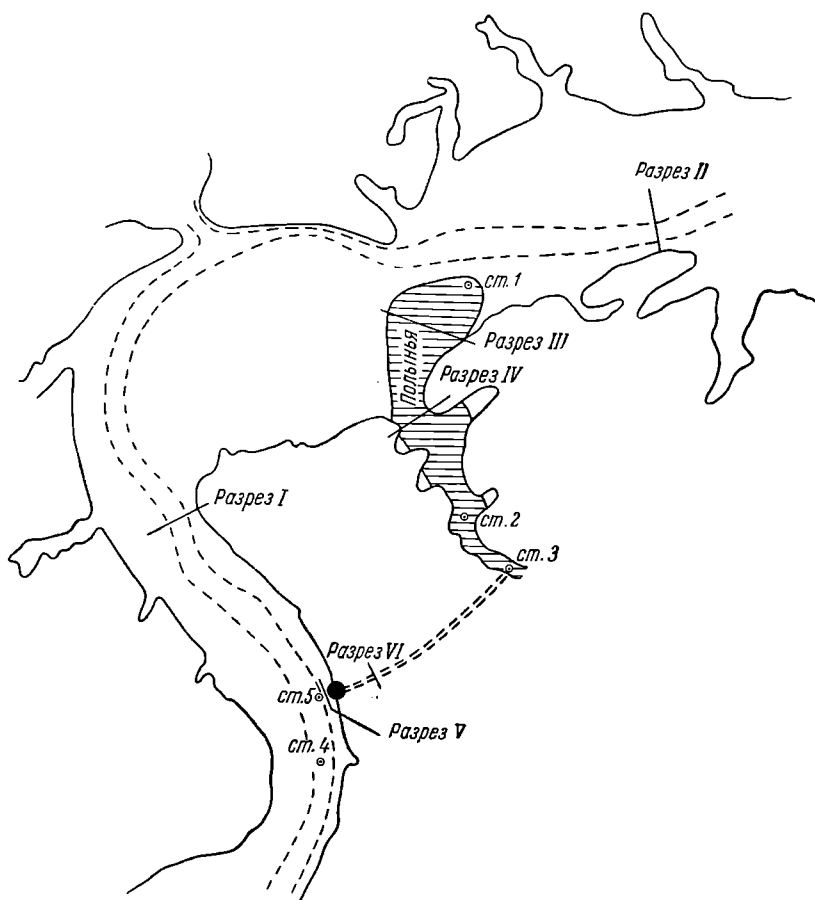 Разрез II
ст. 1
Разрез III
Полынья
Разрез IV
Разрез I
ст. 2
ст. 3
Разрез VI
ст. 5
Разрез V
ст. 4